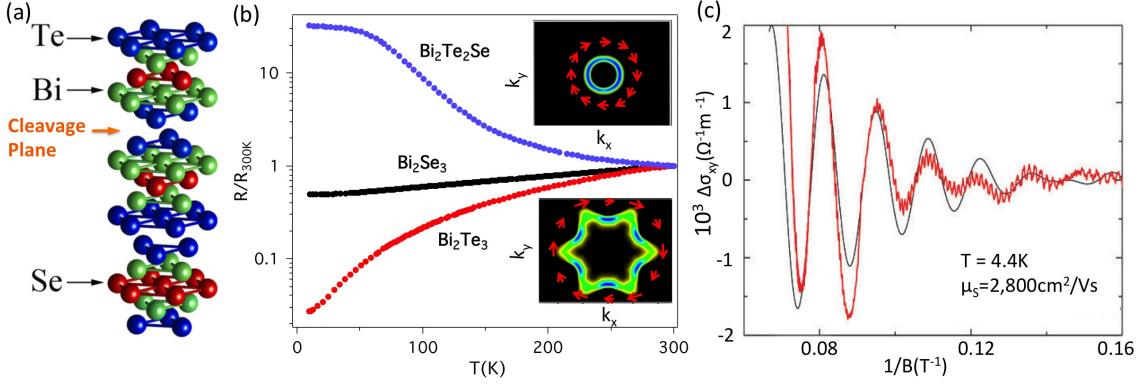 (a)
Te
Bi
Cleavage
Plane
Se
(b)
R/R300K
10
1
0.1
0
100
200
300
T(K)
Bi2Te2Se
Bi2Se3
Bi2Te3
ky
kx
ky
kx
(c)
10³ Δσxy(Ω⁻¹m⁻¹)
2
1
0
-1
-2
0.08
0.10
0.12
0.16
1/B(T⁻¹)
T = 4.4K
μS=2,800cm²/Vs